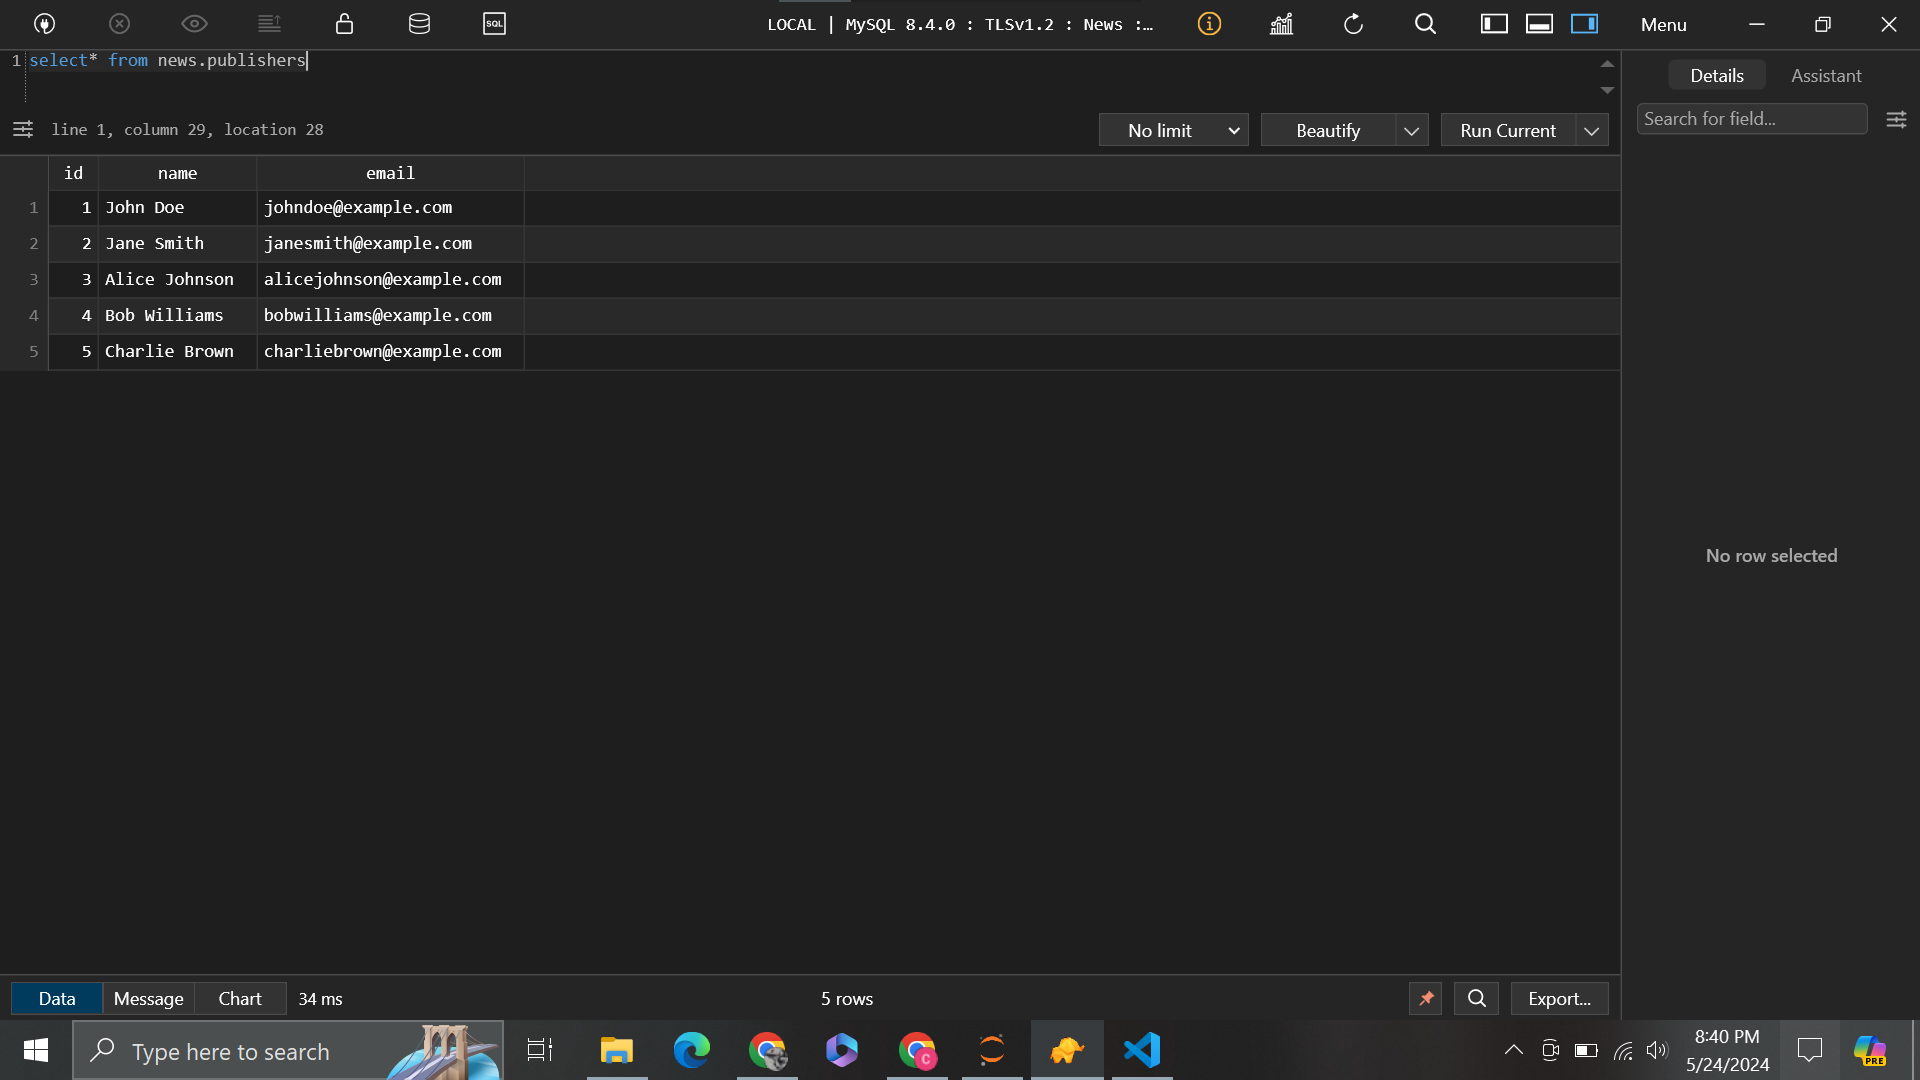 SQL
LOCAL | MySQL 8.4.0 : TLSv1.2 : News :...
Menu
1 select* from news.publishers
Details Assistant
Search for field...
line 1, column 29, location 28
No limit Beautify Run Current
id name email
1 1 John Doe johndoe@example.com
2 2 Jane Smith janesmith@example.com
3 3 Alice Johnson alicejohnson@example.com
4 4 Bob Williams bobwilliams@example.com
5 5 Charlie Brown charliebrown@example.com
No row selected
Data Message Chart 34 ms 5 rows Export...
Type here to search
C
8:40 PM
5/24/2024
PRE